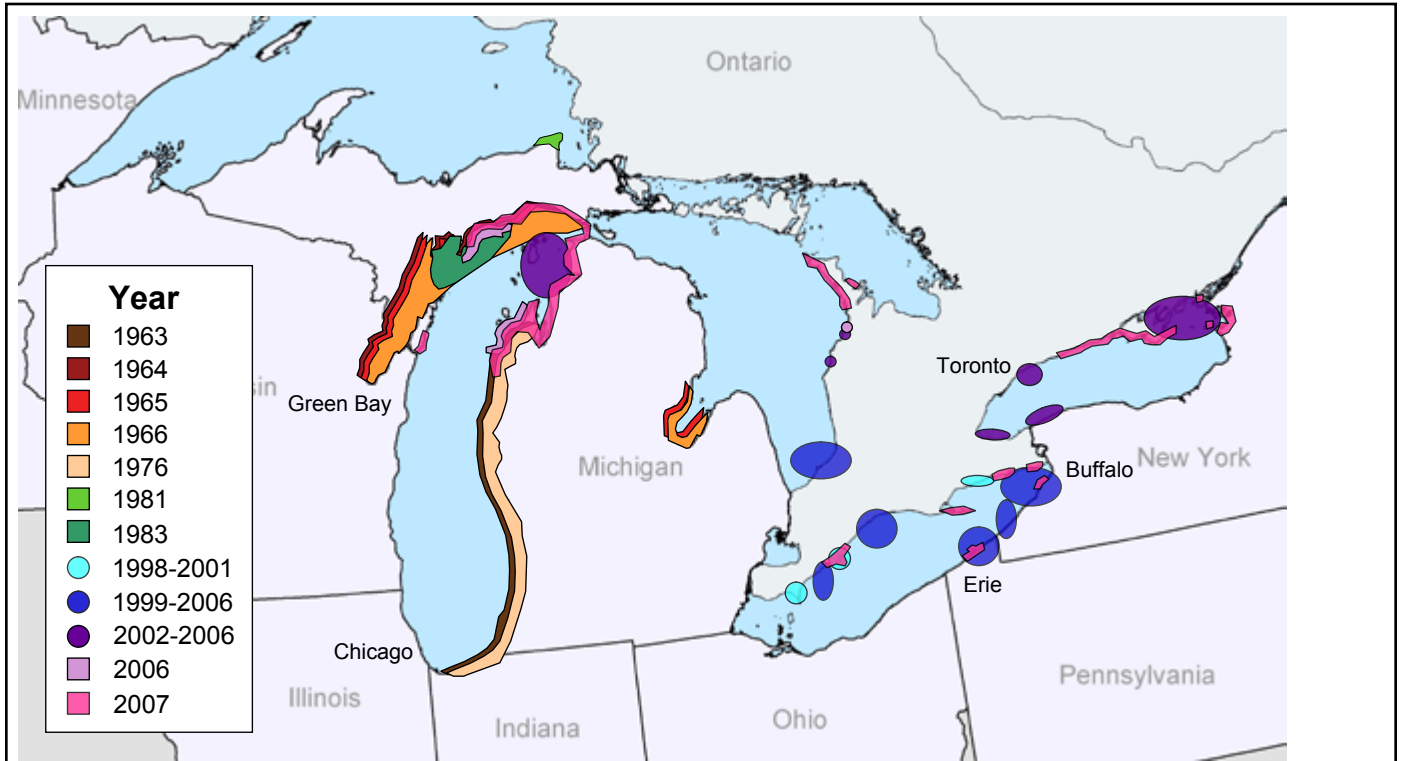 Ontario
Minnesota
Year
1963
1964
1965
1966
1976
1981
1983
1998-2001
1999-2006
2002-2006
2006
2007
sin
Green Bay
Toronto
Michigan
Buffalo
New York
Erie
Chicago
Illinois
Indiana
Ohio
Pennsylvania